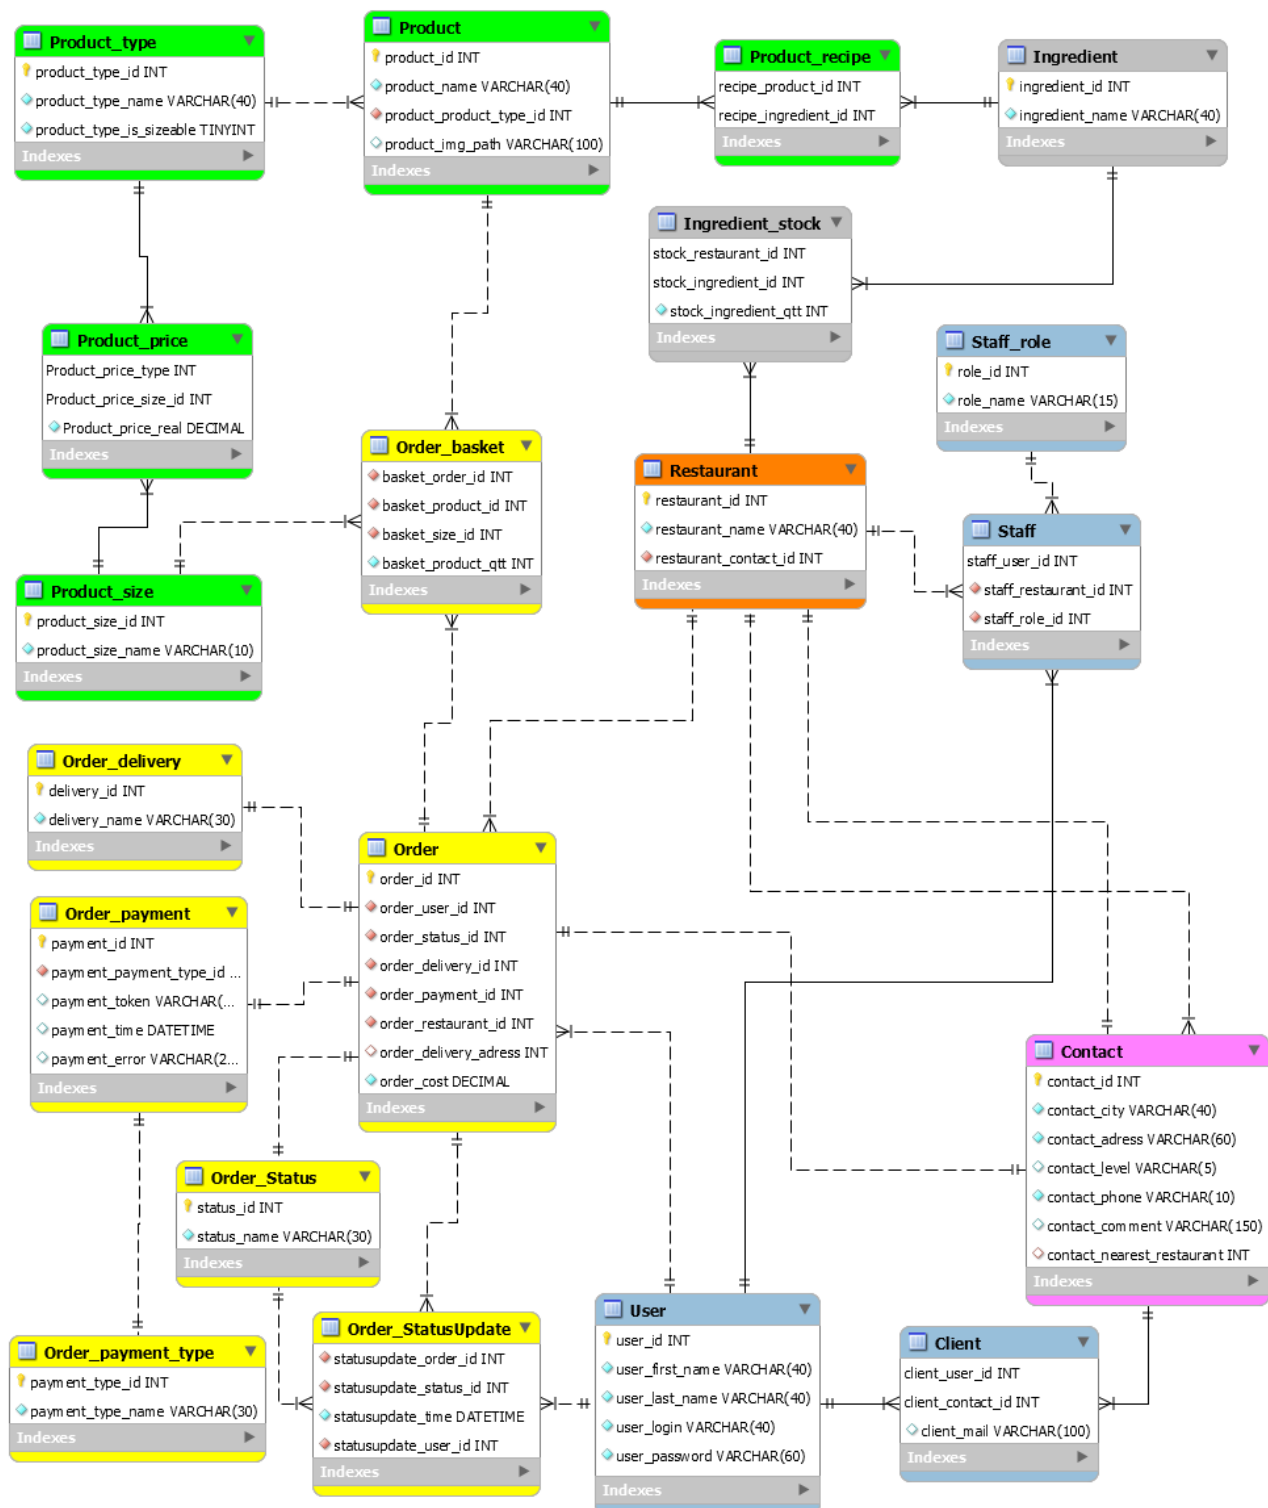 Product_type
product_type_id INT
product_type_name VARCHAR(40)
product_type_is_sizeable TINYINT
Indexes
Product
product_id INT
product_name VARCHAR(40)
product_product_type_id INT
product_img_path VARCHAR(100)
Indexes
Product_recipe
recipe_product_id INT
recipe_ingredient_id INT
Indexes
Ingredient
ingredient_id INT
ingredient_name VARCHAR(40)
Indexes
Ingredient_stock
stock_restaurant_id INT
stock_ingredient_id INT
stock_ingredient_qtt INT
Indexes
Product_price
Product_price_type INT
Product_price_size_id INT
Product_price_real DECIMAL
Indexes
Staff_role
role_id INT
role_name VARCHAR(15)
Indexes
Order_basket
basket_order_id INT
basket_product_id INT
basket_size_id INT
basket_product_qtt INT
Indexes
Restaurant
restaurant_id INT
restaurant_name VARCHAR(40)
restaurant_contact_id INT
Indexes
Staff
staff_user_id INT
staff_restaurant_id INT
staff_role_id INT
Indexes
Product_size
product_size_id INT
product_size_name VARCHAR(10)
Indexes
Order_delivery
delivery_id INT
delivery_name VARCHAR(30)
Indexes
Order
order_id INT
order_user_id INT
order_status_id INT
order_delivery_id INT
order_payment_id INT
order_restaurant_id INT
order_delivery_adress INT
order_cost DECIMAL
Indexes
Order_payment
payment_id INT
payment_payment_type_id ...
payment_token VARCHAR(...
payment_time DATETIME
payment_error VARCHAR(2...
Indexes
Contact
contact_id INT
contact_city VARCHAR(40)
contact_adress VARCHAR(60)
contact_level VARCHAR(5)
contact_phone VARCHAR(10)
contact_comment VARCHAR(150)
contact_nearest_restaurant INT
Indexes
Order_Status
status_id INT
status_name VARCHAR(30)
Indexes
Order_payment_type
payment_type_id INT
payment_type_name VARCHAR(30)
Indexes
Order_StatusUpdate
statusupdate_order_id INT
statusupdate_status_id INT
statusupdate_time DATETIME
statusupdate_user_id INT
Indexes
User
user_id INT
user_first_name VARCHAR(40)
user_last_name VARCHAR(40)
user_login VARCHAR(40)
user_password VARCHAR(60)
Indexes
Client
client_user_id INT
client_contact_id INT
client_mail VARCHAR(100)
Indexes